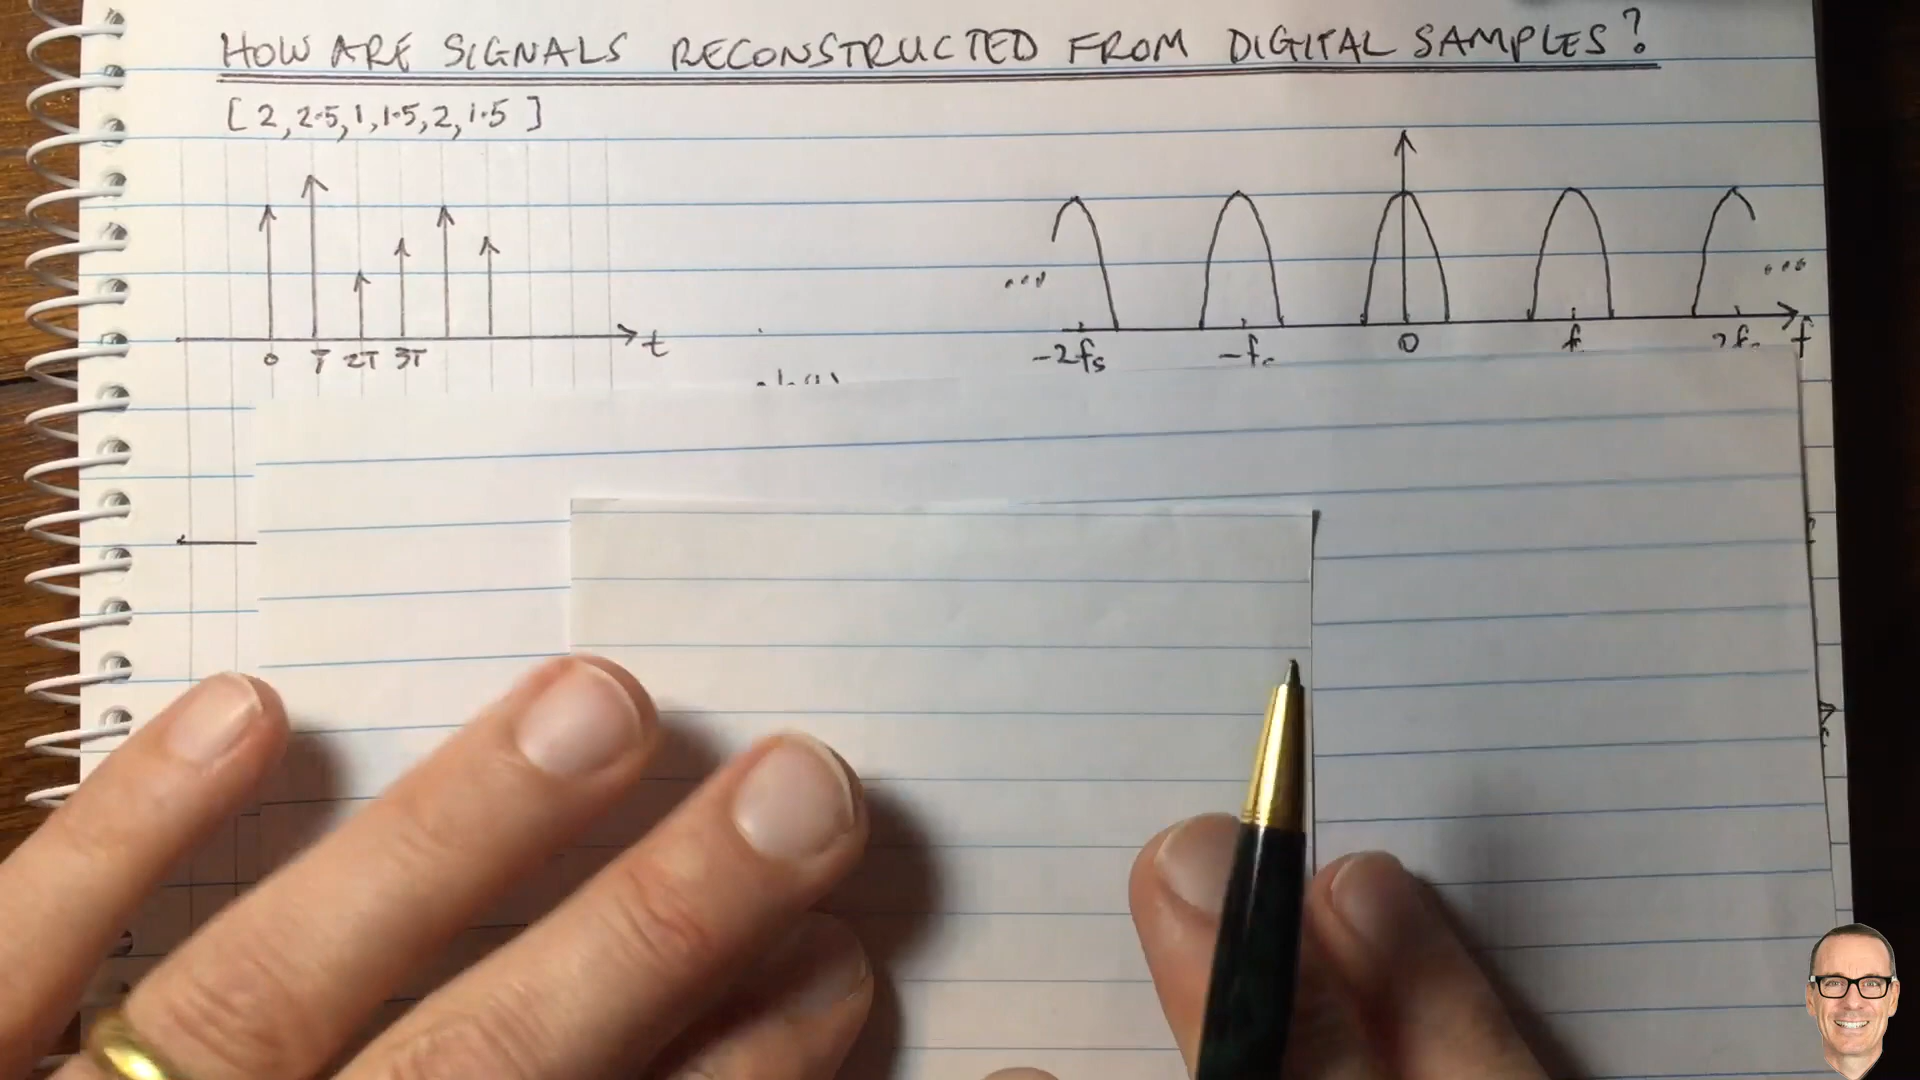 HOW ARE SIGNALS RECONSTRUCTED FROM DIGITAL SAMPLES?
[ 2, 2.5, 1, 1.5, 2, 1.5 ]
0 T 2T 3T t
... ...
-2fs 0 f